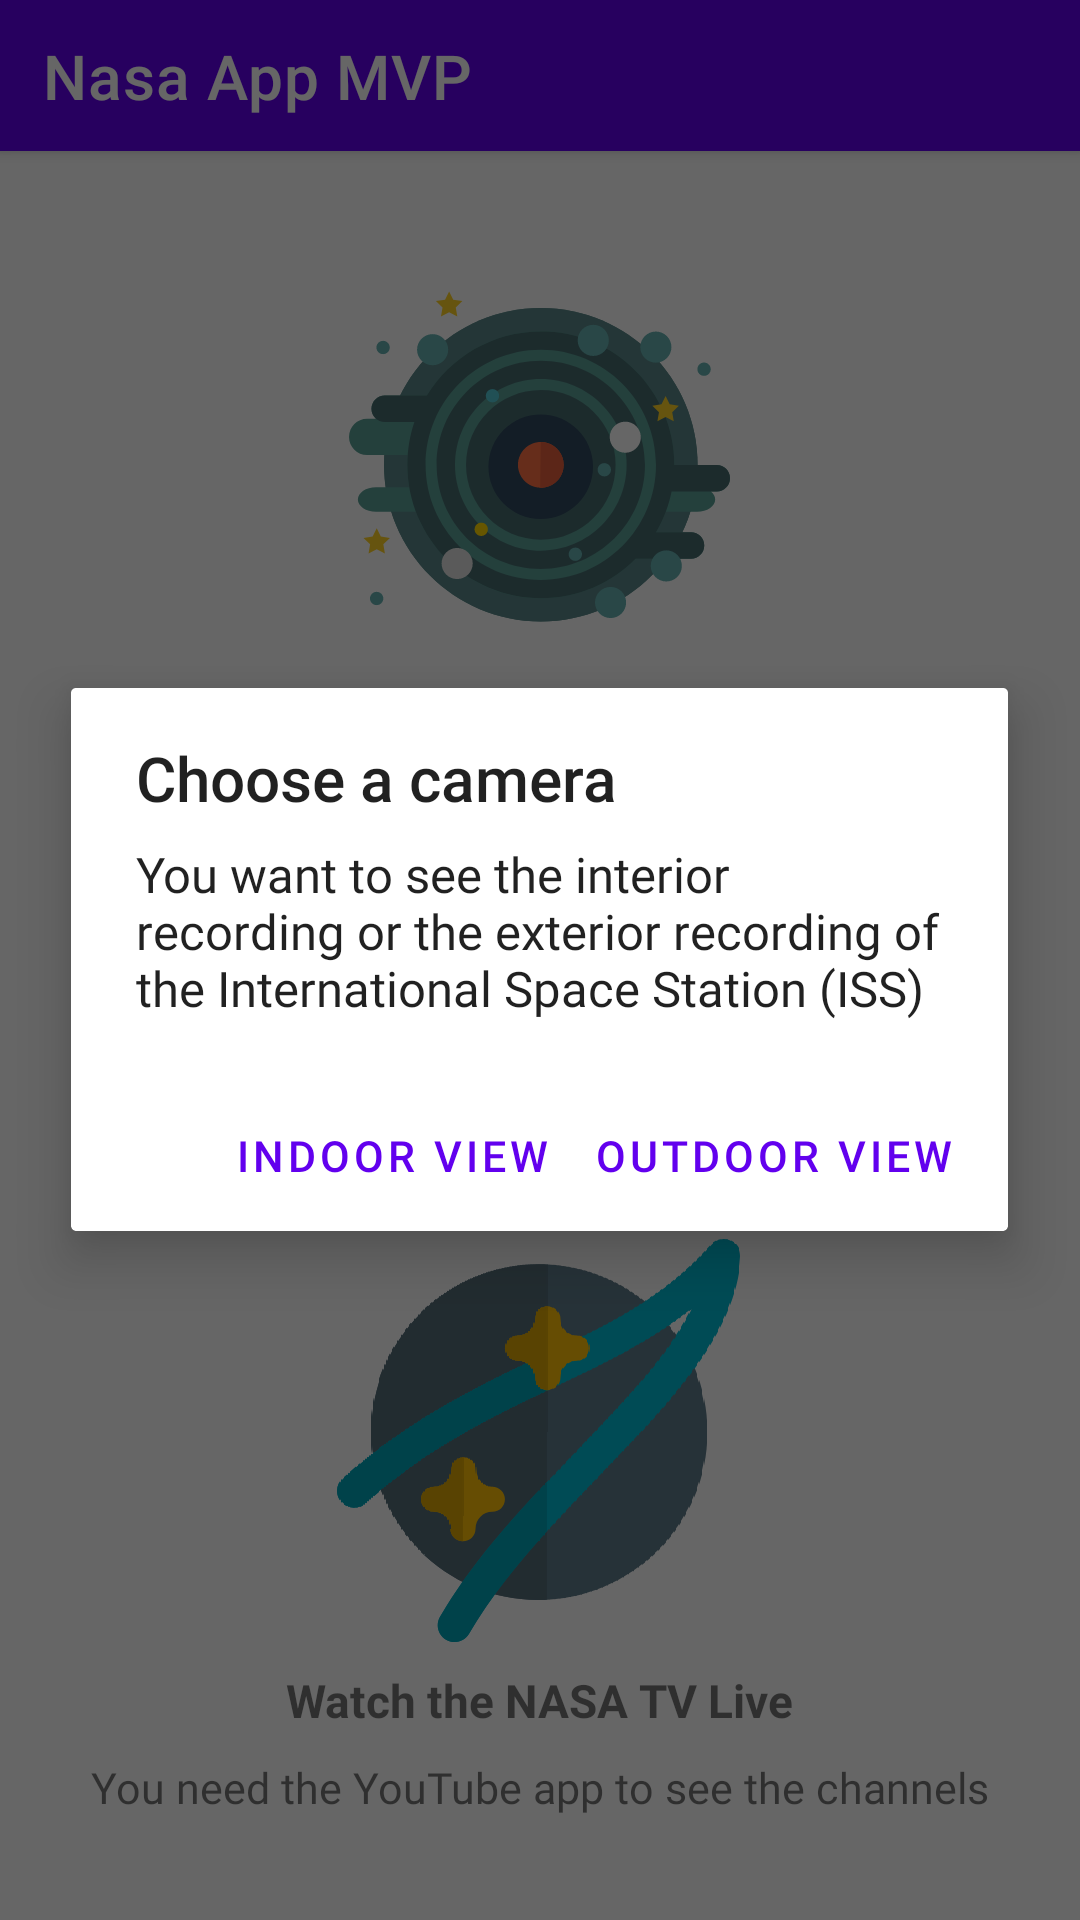 Nasa App MVP
Choose a camera
You want to see the interior
recording or the exterior recording of
the International Space Station (ISS)
INDOOR VIEW OUTDOOR VIEW
Watch the NASA TV Live
You need the YouTube app to see the channels